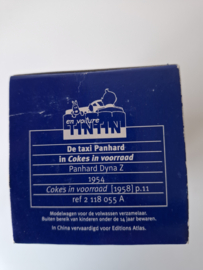 en voiture
TINTIN
De taxi Panhard
in Cokes in voorraad
Panhard Dyna Z
1954
Cokes in voorraad [1958] p.11
ref 2 118 055 A
Modelwagen voor de volwassen verzamelaar.
Buiten bereik van kinderen onder de 14 jaar bewaren.
In China vervaardigd voor Editions Atlas.